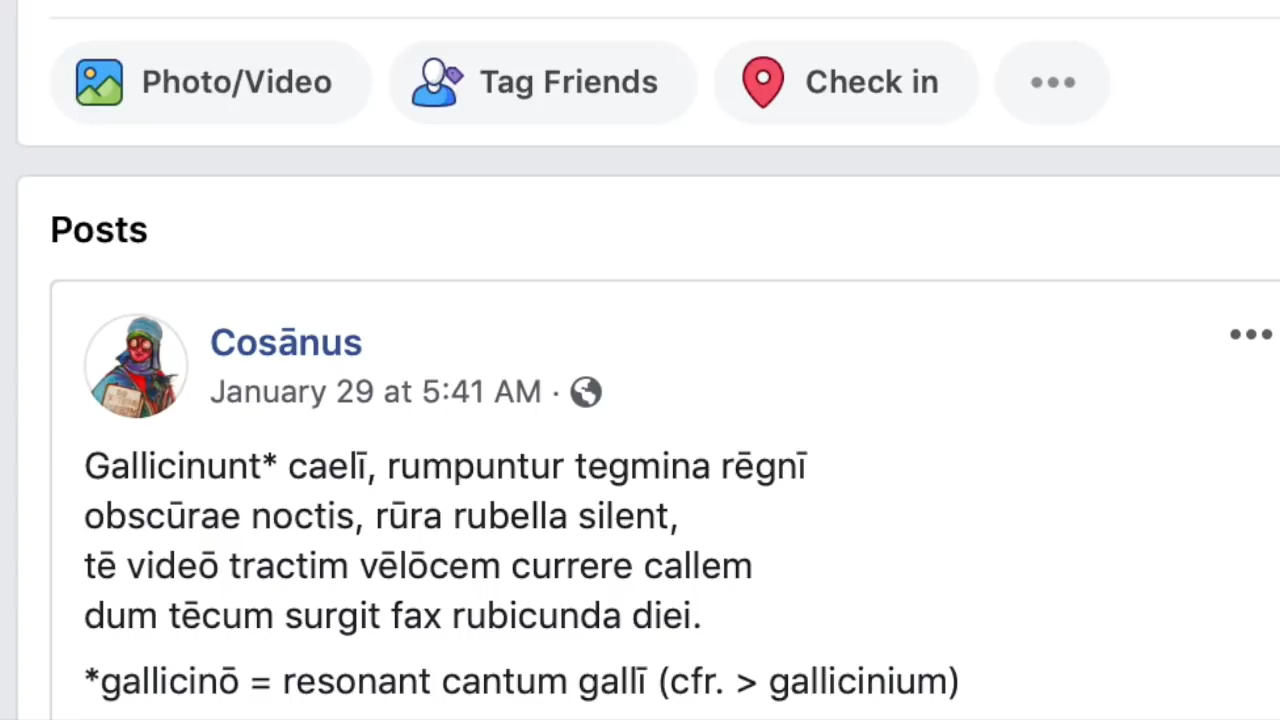 Photo/Video Tag Friends Check in
Posts
Cosānus
January 29 at 5:41 AM ·
Gallicinunt* caelī, rumpuntur tegmina rēgnī
obscūrae noctis, rūra rubella silent,
tē videō tractim vēlōcem currere callem
dum tēcum surgit fax rubicunda diei.
*gallicinō = resonant cantum gallī (cfr. > gallicinium)